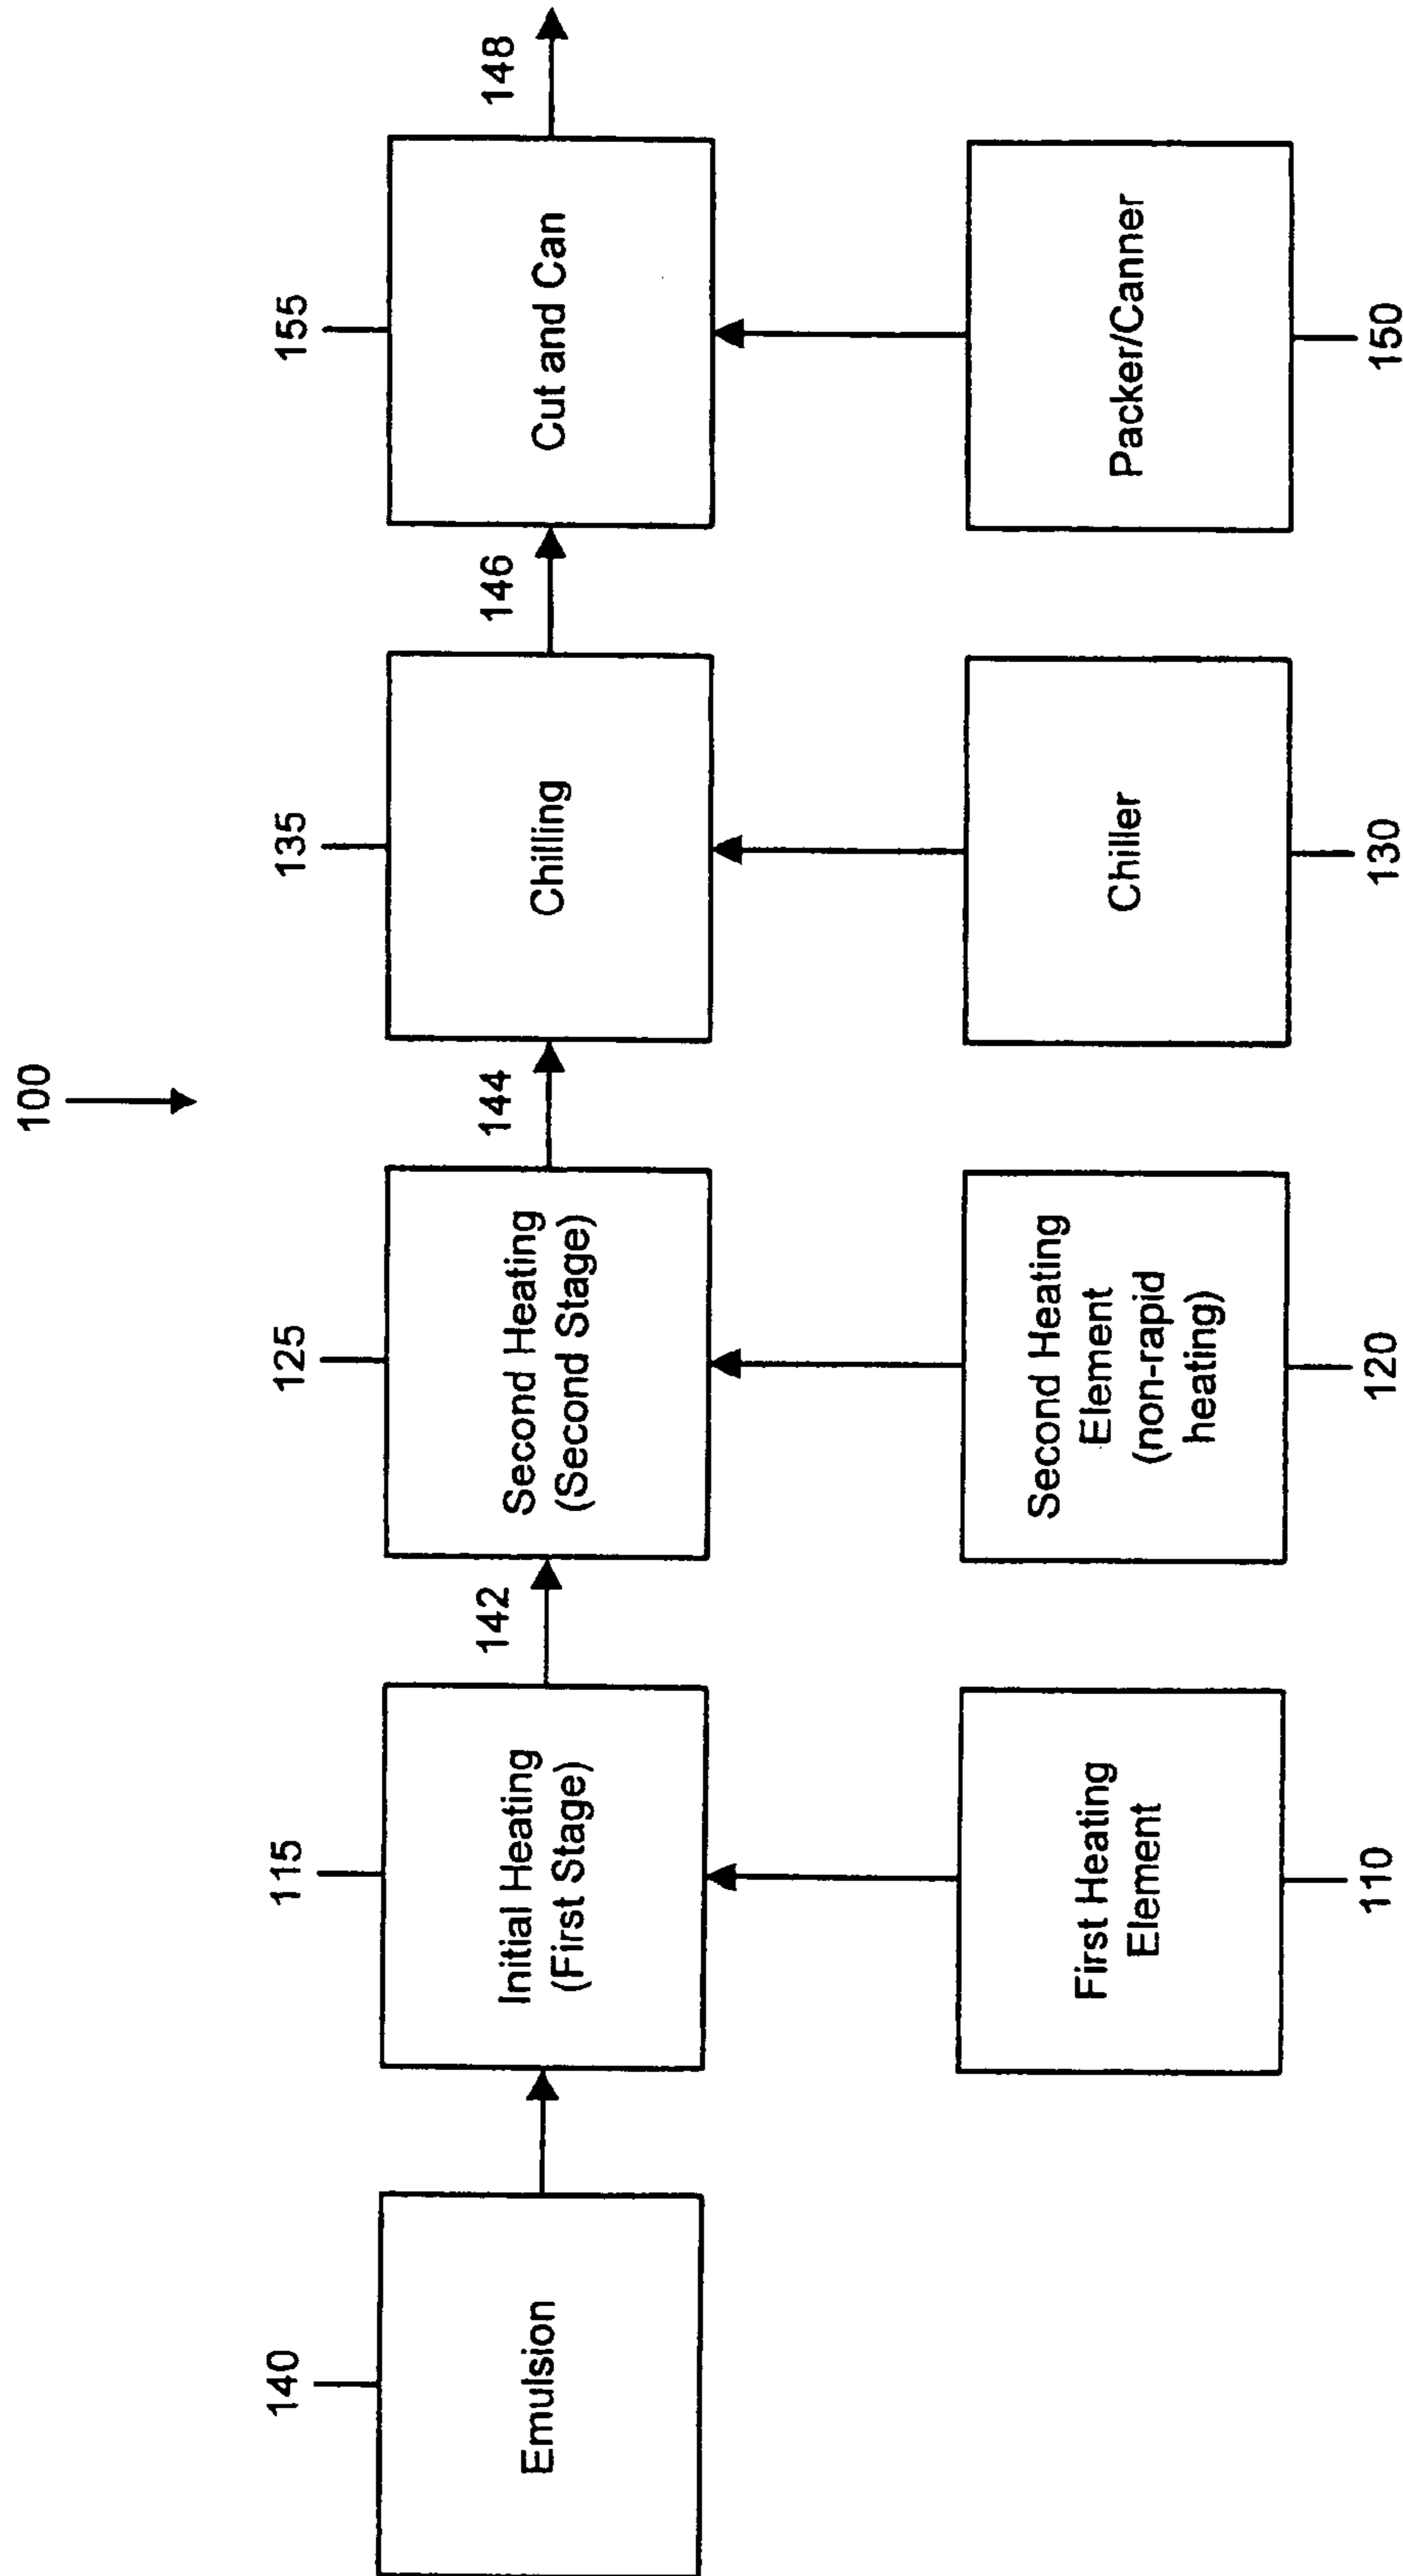 100
140
115
125
135
155
Emulsion
Initial Heating
(First Stage)
142
Second Heating
(Second Stage)
144
Chilling
146
Cut and Can
148
First Heating
Element
Second Heating
Element
(non-rapid
heating)
Chiller
Packer/Canner
110
120
130
150